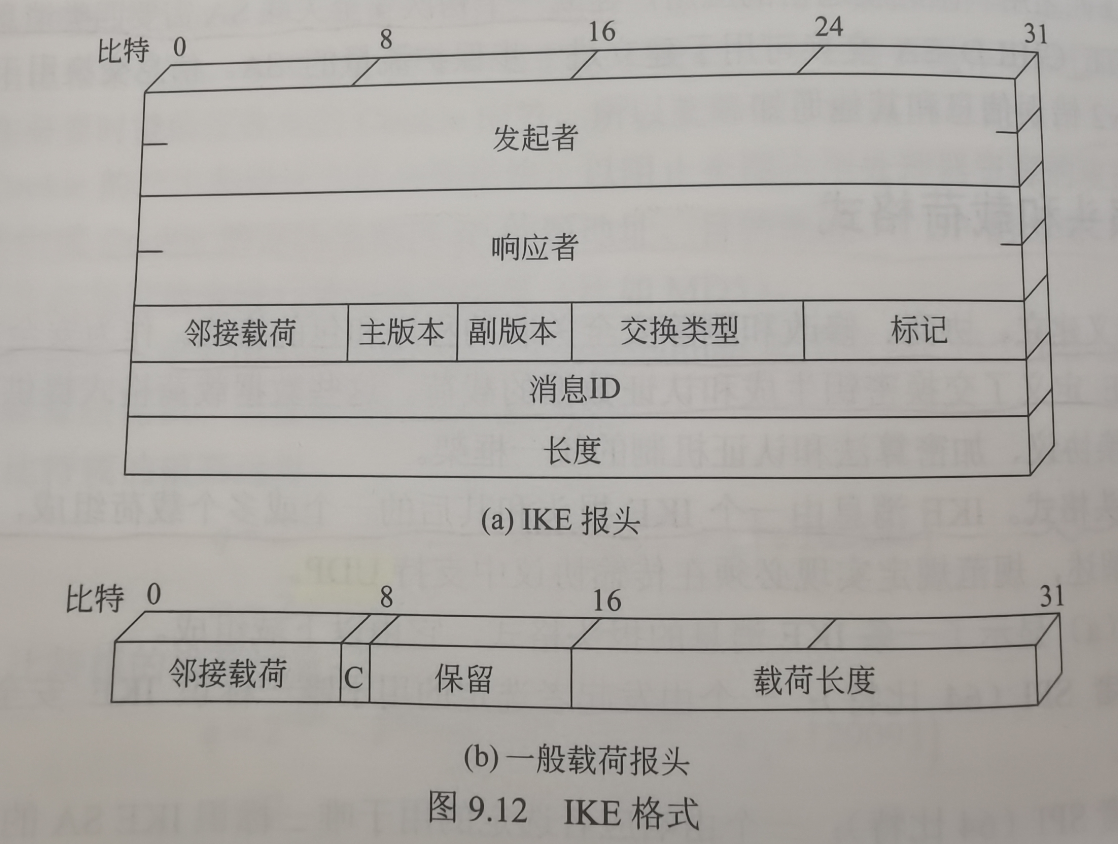 比特 0 8 16 24 31
发起者
响应者
邻接载荷 主版本 副版本 交换类型 标记
消息ID
长度
(a) IKE 报头
比特 0 8 16 31
邻接载荷 C 保留 载荷长度
(b) 一般载荷报头
图 9.12 IKE 格式